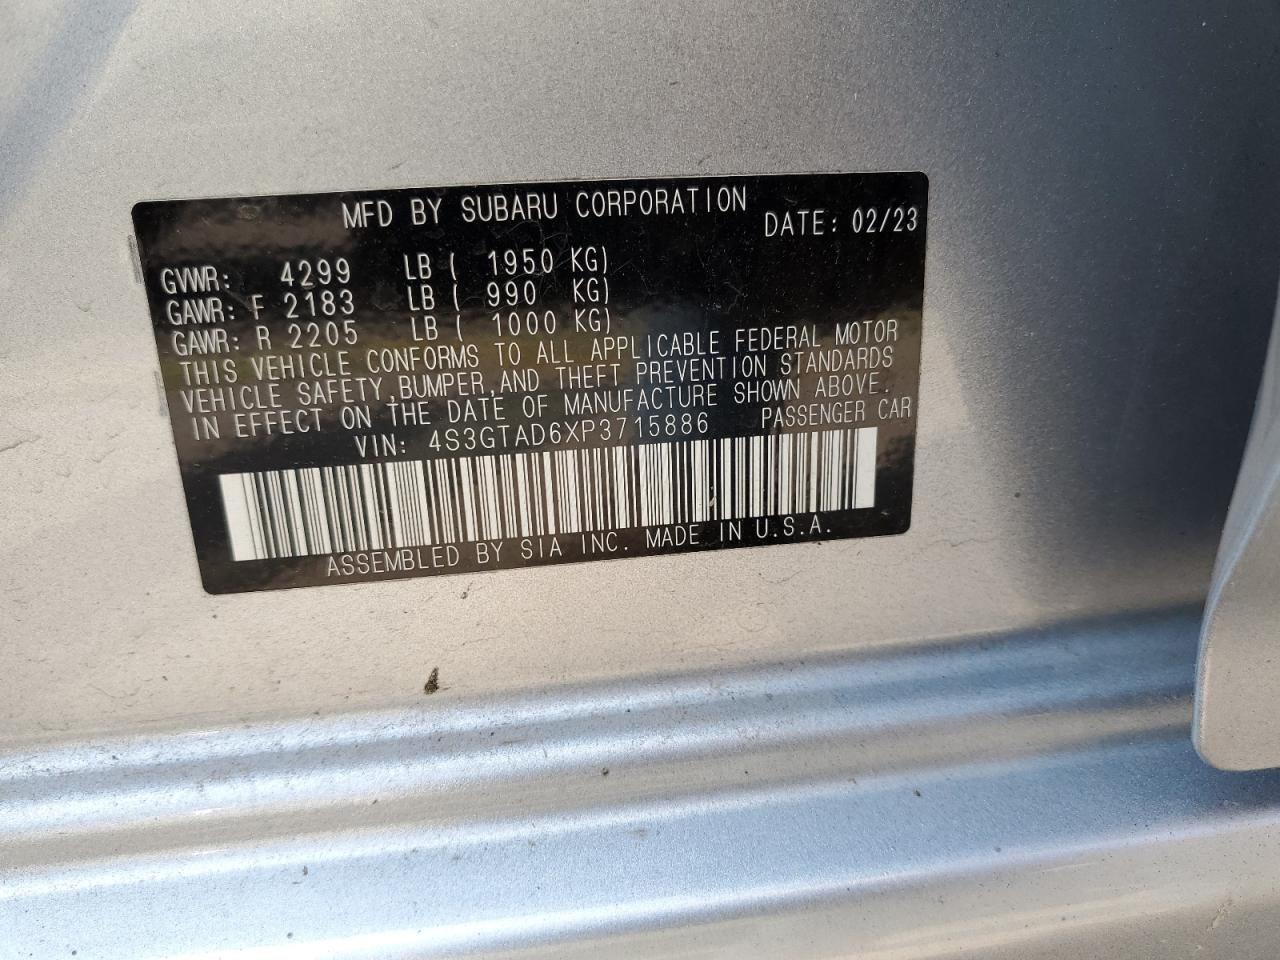 MFD BY SUBARU CORPORATION
DATE: 02/23
GVWR: 4299 LB ( 1950 KG)
GAWR: F 2183 LB ( 990 KG)
GAWR: R 2205 LB ( 1000 KG)
THIS VEHICLE CONFORMS TO ALL APPLICABLE FEDERAL MOTOR
VEHICLE SAFETY,BUMPER,AND THEFT PREVENTION STANDARDS
IN EFFECT ON THE DATE OF MANUFACTURE SHOWN ABOVE.
VIN: 4S3GTAD6XP3715886 PASSENGER CAR
ASSEMBLED BY SIA INC. MADE IN U.S.A.